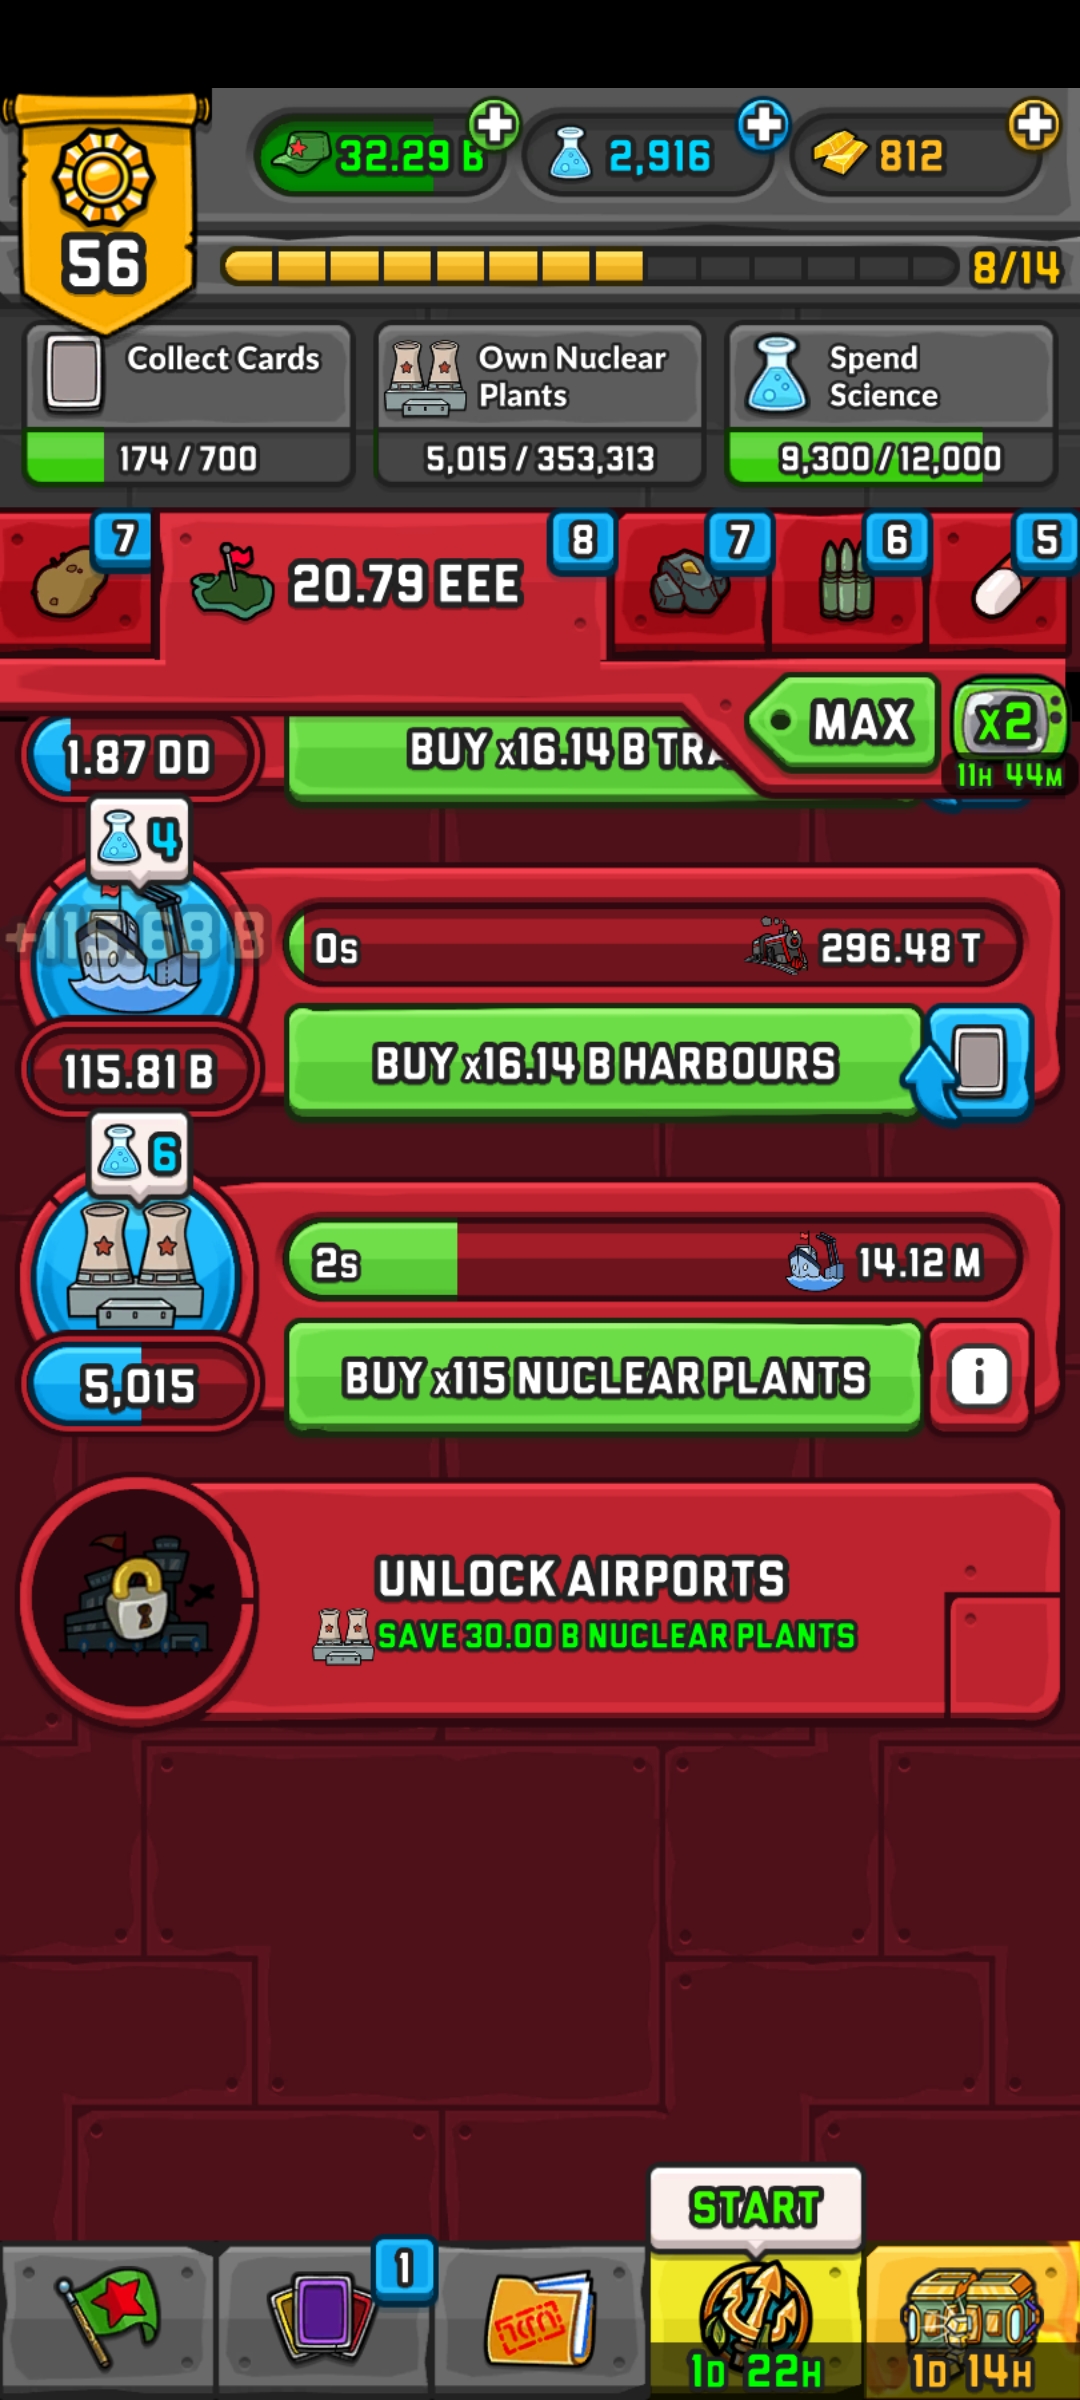 32.29 B
2,916
812
56
8/14
Collect Cards
174 / 700
Own Nuclear
Plants
5,015 / 353,313
Spend
Science
9,300 / 12,000
7
20.79 EEE
8
7
6
5
MAX
x2
11H 44M
1.87 DD
BUY x16.14 B TRA
4
+115.68 B
0s
296.48 T
115.81 B
BUY x16.14 B HARBOURS
6
2s
14.12 M
5,015
BUY x115 NUCLEAR PLANTS
i
UNLOCK AIRPORTS
SAVE 30.00 B NUCLEAR PLANTS
START
1
1D 22H
1D 14H